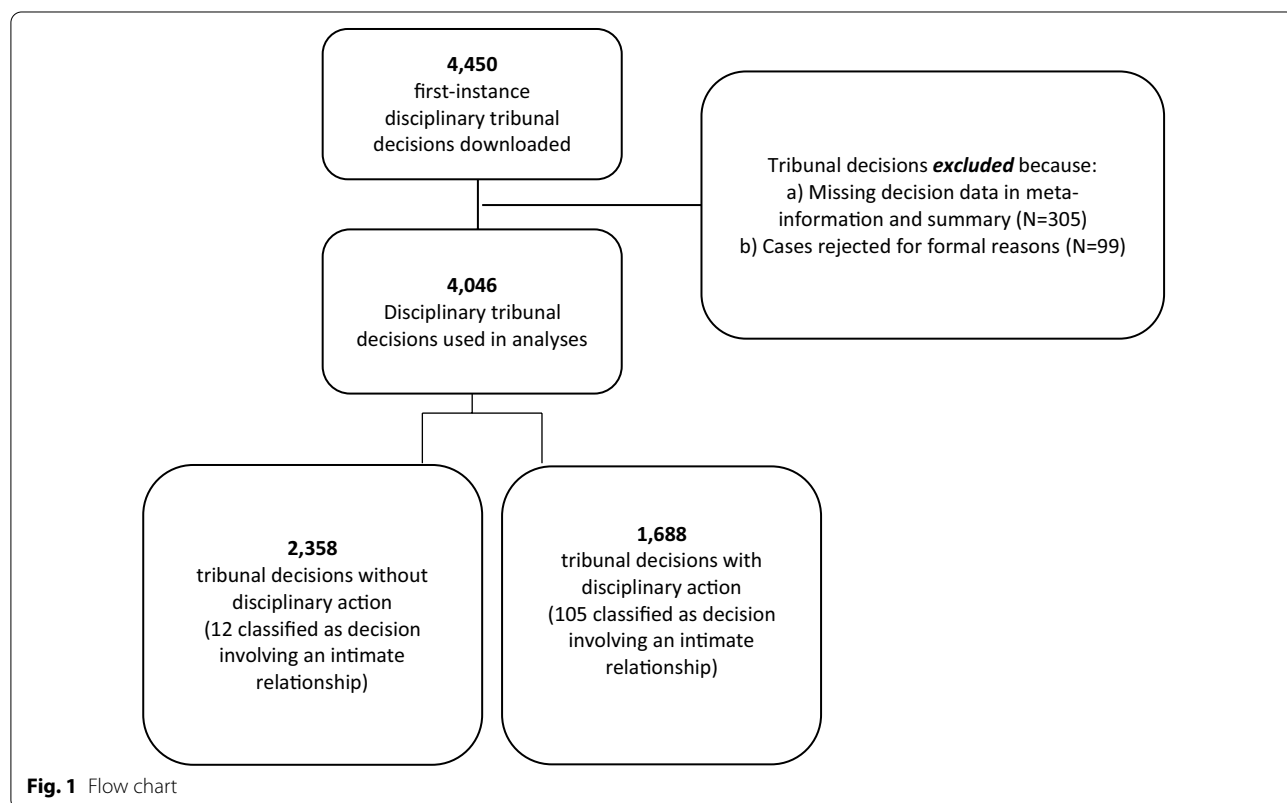 4,450
first-instance
disciplinary tribunal
decisions downloaded
Tribunal decisions excluded because:
a) Missing decision data in meta-
information and summary (N=305)
b) Cases rejected for formal reasons (N=99)
4,046
Disciplinary tribunal
decisions used in analyses
2,358
tribunal decisions without
disciplinary action
(12 classified as decision
involving an intimate
relationship)
1,688
tribunal decisions with
disciplinary action
(105 classified as decision
involving an intimate
relationship)
Fig. 1 Flow chart